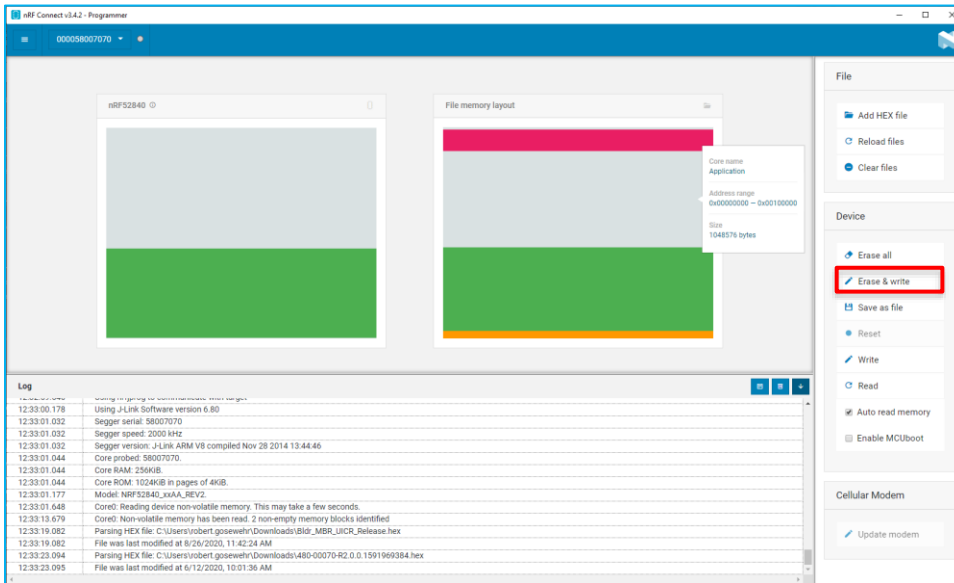 nRF Connect v3.4.2 - Programmer
000058007070
nRF52840
File memory layout
Core name
Application
Address range
0x00000000 — 0x00100000
Size
1048576 bytes
File
Add HEX file
Reload files
Clear files
Device
Erase all
Erase & write
Save as file
Reset
Write
Read
Auto read memory
Enable MCUboot
Cellular Modem
Update modem
Log
12:33:00.178 Using J-Link Software version 6.80
12:33:01.032 Segger serial: 58007070
12:33:01.032 Segger speed: 2000 kHz
12:33:01.032 Segger version: J-Link ARM V8 compiled Nov 28 2014 13:44:46
12:33:01.044 Core probed: 58007070.
12:33:01.044 Core RAM: 256KiB.
12:33:01.044 Core ROM: 1024KiB in pages of 4KiB.
12:33:01.177 Model: NRF52840_xxAA_REV2.
12:33:01.648 Core0: Reading device non-volatile memory. This may take a few seconds.
12:33:13.679 Core0: Non-volatile memory has been read. 2 non-empty memory blocks identified
12:33:19.082 Parsing HEX file: C:\Users\robert.gosewehr\Downloads\Bldr_MBR_UICR_Release.hex
12:33:19.082 File was last modified at 8/26/2020, 11:42:24 AM
12:33:23.094 Parsing HEX file: C:\Users\robert.gosewehr\Downloads\480-00070-R2.0.0.1591969384.hex
12:33:23.095 File was last modified at 6/12/2020, 10:01:36 AM